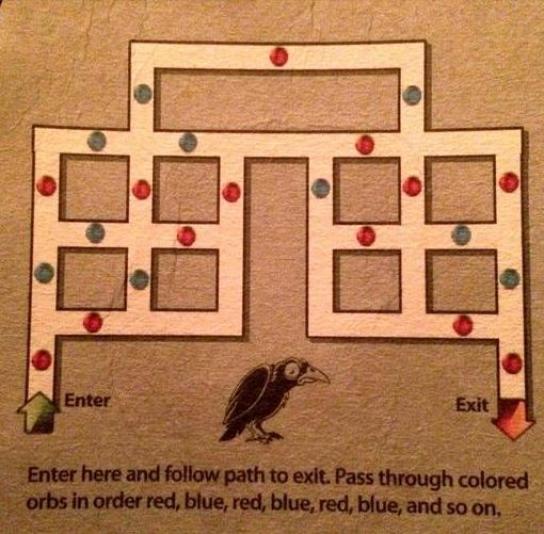 Enter
Exit
Enter here and follow path to exit. Pass through colored
orbs in order red, blue, red, blue, red, blue, and so on.